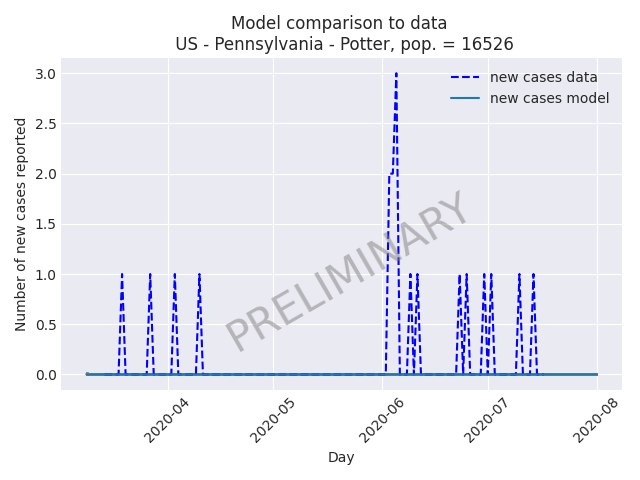 Model comparison to data
US - Pennsylvania - Potter, pop. = 16526
new cases data
new cases model
PRELIMINARY
Number of new cases reported
3.0
2.5
2.0
1.5
1.0
0.5
0.0
2020-04
2020-05
2020-06
2020-07
2020-08
Day